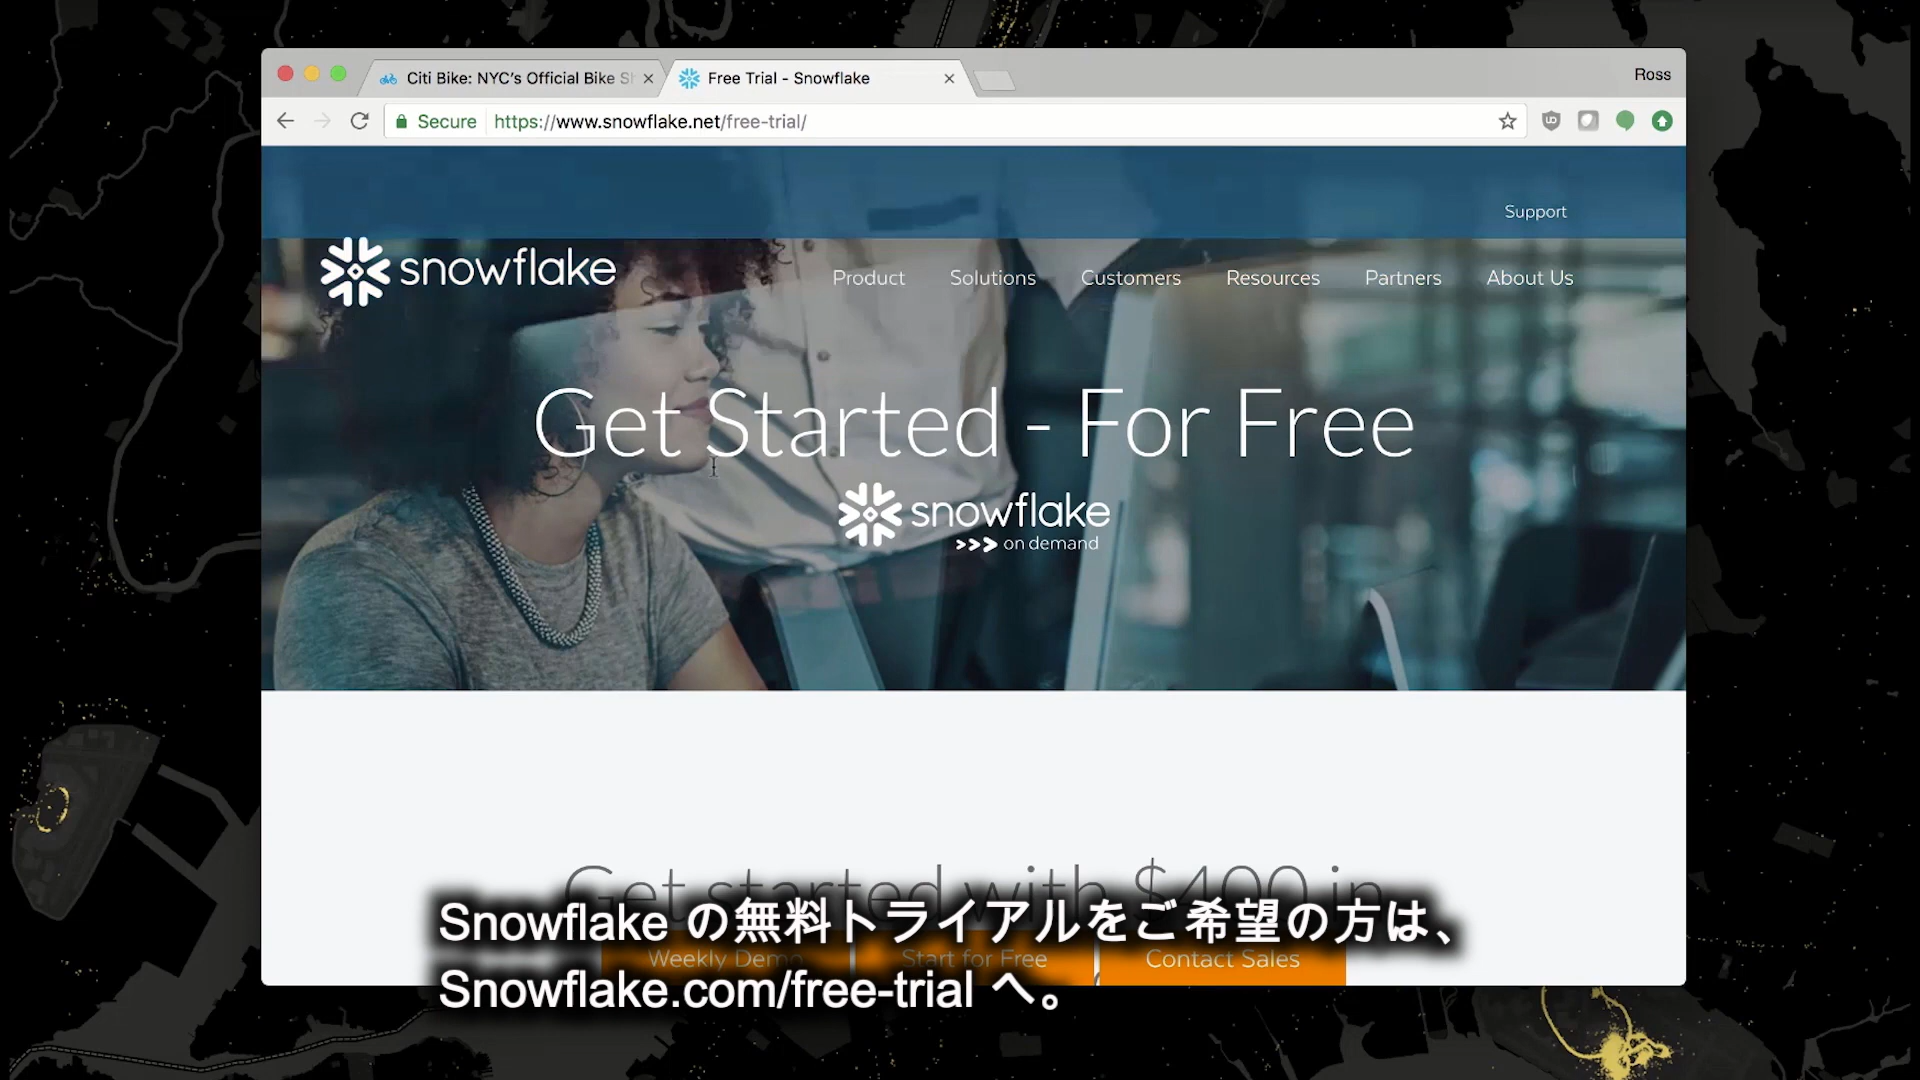 Citi Bike: NYC's Official Bike Sh
Free Trial - Snowflake
Ross
Secure
https://www.snowflake.net/free-trial/
Support
snowflake
Product
Solutions
Customers
Resources
Partners
About Us
Get Started - For Free
snowflake
>>> on demand
Get started with $400 in
Weekly Demo
Start for Free
Contact Sales
Snowflake の無料トライアルをご希望の方は、
Snowflake.com/free-trial へ。